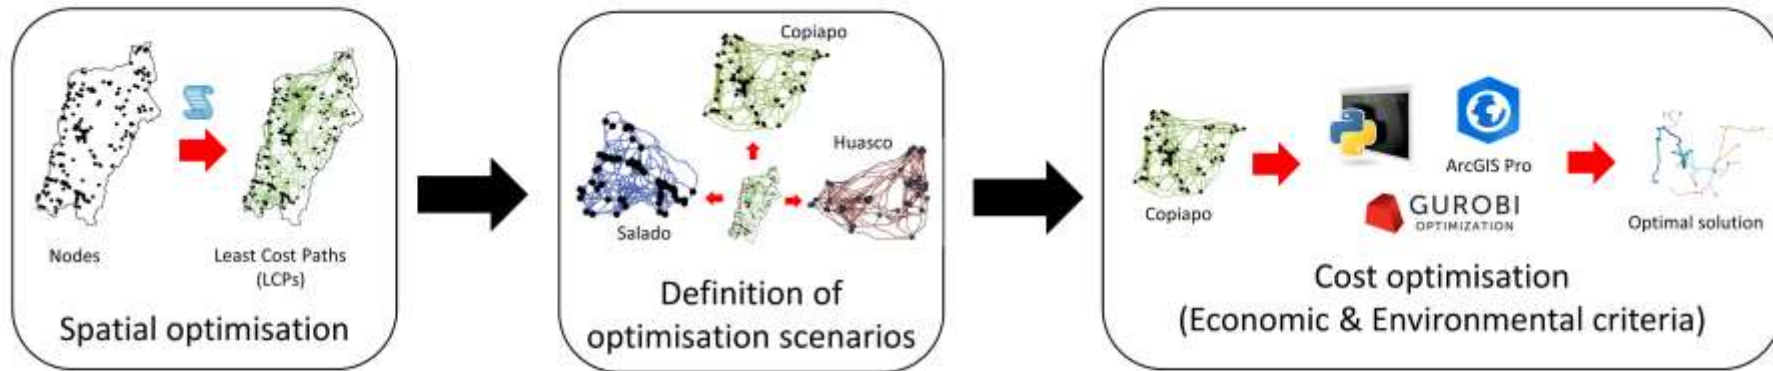 Nodes
Least Cost Paths
(LCPs)
Spatial optimisation
Copiapo
Salado
Huasco
Definition of
optimisation scenarios
Copiapo
ArcGIS Pro
GUROBI
OPTIMIZATION
Optimal solution
Cost optimisation
(Economic & Environmental criteria)